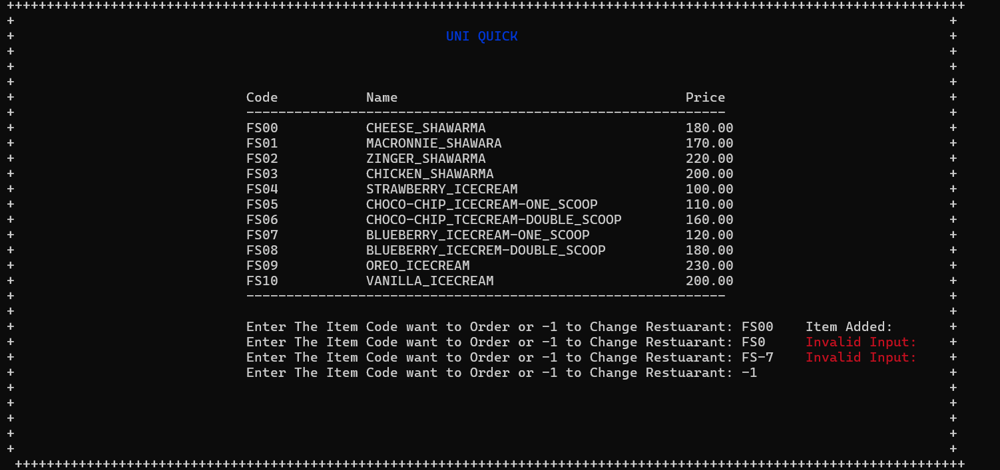 UNI QUICK
Code Name Price
FS00 CHEESE_SHAWARMA 180.00
FS01 MACRONNIE_SHAWARA 170.00
FS02 ZINGER_SHAWARMA 220.00
FS03 CHICKEN_SHAWARMA 200.00
FS04 STRAWBERRY_ICECREAM 100.00
FS05 CHOCO-CHIP_ICECREAM-ONE_SCOOP 110.00
FS06 CHOCO-CHIP_TCECREAM-DOUBLE_SCOOP 160.00
FS07 BLUEBERRY_ICECREAM-ONE_SCOOP 120.00
FS08 BLUEBERRY_ICECREM-DOUBLE_SCOOP 180.00
FS09 OREO_ICECREAM 230.00
FS10 VANILLA_ICECREAM 200.00
Enter The Item Code want to Order or -1 to Change Restuarant: FS00 Item Added:
Enter The Item Code want to Order or -1 to Change Restuarant: FS0 Invalid Input:
Enter The Item Code want to Order or -1 to Change Restuarant: FS-7 Invalid Input:
Enter The Item Code want to Order or -1 to Change Restuarant: -1